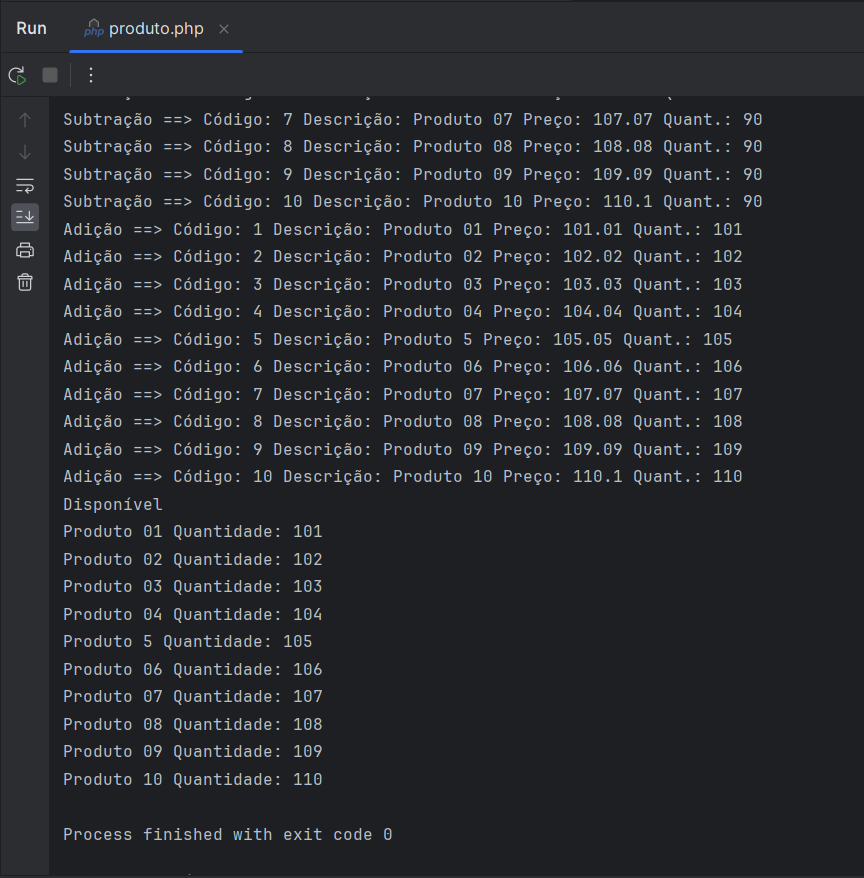 Run
php produto.php
Subtração ==> Código: 7 Descrição: Produto 07 Preço: 107.07 Quant.: 90
Subtração ==> Código: 8 Descrição: Produto 08 Preço: 108.08 Quant.: 90
Subtração ==> Código: 9 Descrição: Produto 09 Preço: 109.09 Quant.: 90
Subtração ==> Código: 10 Descrição: Produto 10 Preço: 110.1 Quant.: 90
Adição ==> Código: 1 Descrição: Produto 01 Preço: 101.01 Quant.: 101
Adição ==> Código: 2 Descrição: Produto 02 Preço: 102.02 Quant.: 102
Adição ==> Código: 3 Descrição: Produto 03 Preço: 103.03 Quant.: 103
Adição ==> Código: 4 Descrição: Produto 04 Preço: 104.04 Quant.: 104
Adição ==> Código: 5 Descrição: Produto 5 Preço: 105.05 Quant.: 105
Adição ==> Código: 6 Descrição: Produto 06 Preço: 106.06 Quant.: 106
Adição ==> Código: 7 Descrição: Produto 07 Preço: 107.07 Quant.: 107
Adição ==> Código: 8 Descrição: Produto 08 Preço: 108.08 Quant.: 108
Adição ==> Código: 9 Descrição: Produto 09 Preço: 109.09 Quant.: 109
Adição ==> Código: 10 Descrição: Produto 10 Preço: 110.1 Quant.: 110
Disponível
Produto 01 Quantidade: 101
Produto 02 Quantidade: 102
Produto 03 Quantidade: 103
Produto 04 Quantidade: 104
Produto 5 Quantidade: 105
Produto 06 Quantidade: 106
Produto 07 Quantidade: 107
Produto 08 Quantidade: 108
Produto 09 Quantidade: 109
Produto 10 Quantidade: 110
Process finished with exit code 0